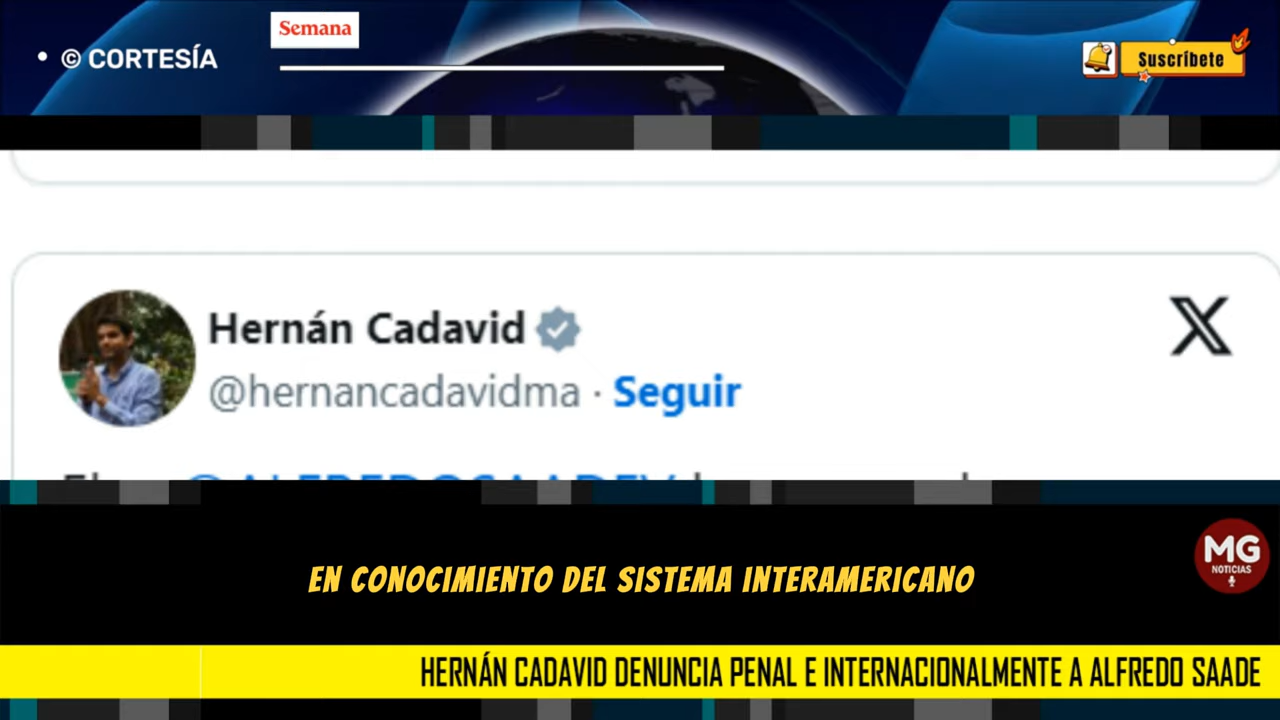 Semana
© CORTESÍA
Suscríbete
Hernán Cadavid
@hernancadavidma · Seguir
EN CONOCIMIENTO DEL SISTEMA INTERAMERICANO
MG
NOTICIAS
HERNÁN CADAVID DENUNCIA PENAL E INTERNACIONALMENTE A ALFREDO SAADE